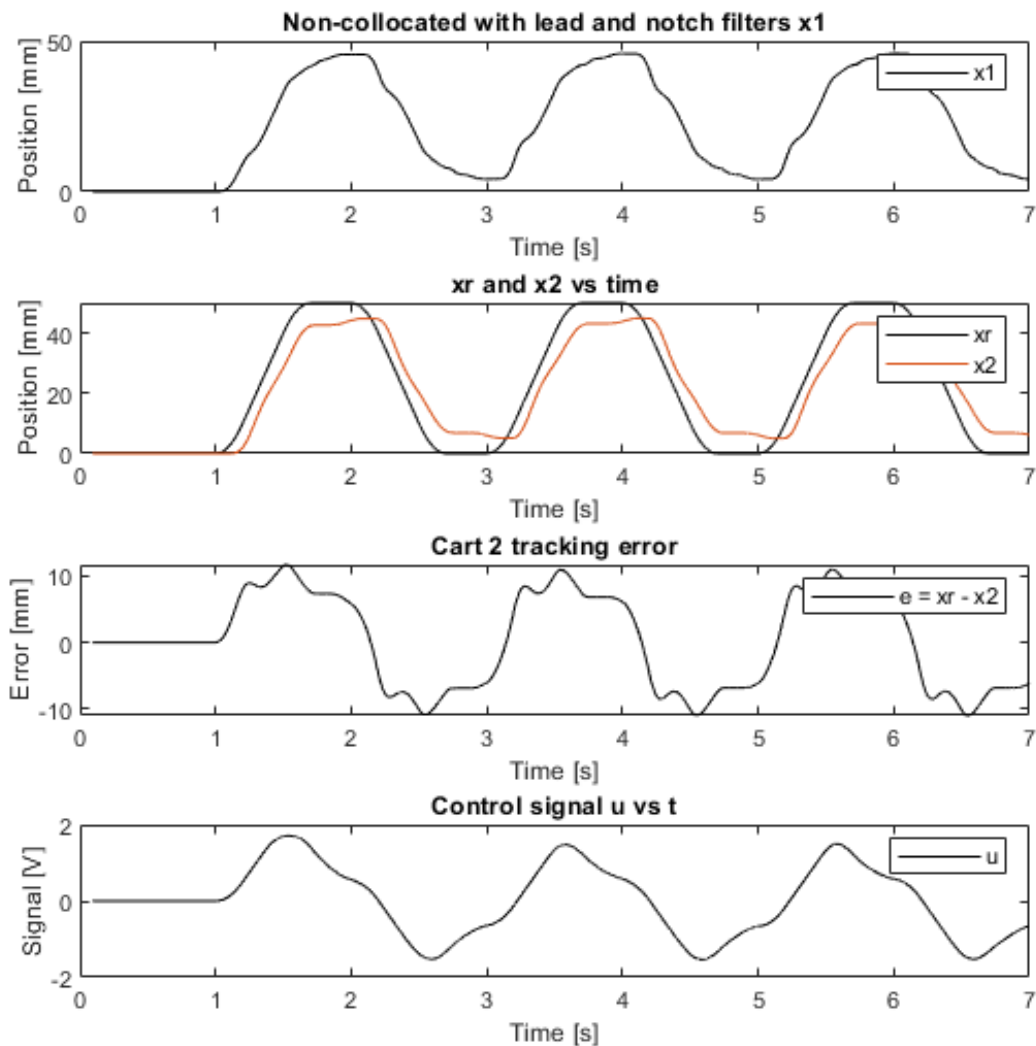 Non-collocated with lead and notch filters x1
Position [mm]
50
0
x1
0 1 2 3 4 5 6 7
Time [s]
xr and x2 vs time
Position [mm]
40
20
0
xr
x2
0 1 2 3 4 5 6 7
Time [s]
Cart 2 tracking error
Error [mm]
10
0
-10
e = xr - x2
0 1 2 3 4 5 6 7
Time [s]
Control signal u vs t
Signal [V]
2
0
-2
u
0 1 2 3 4 5 6 7
Time [s]